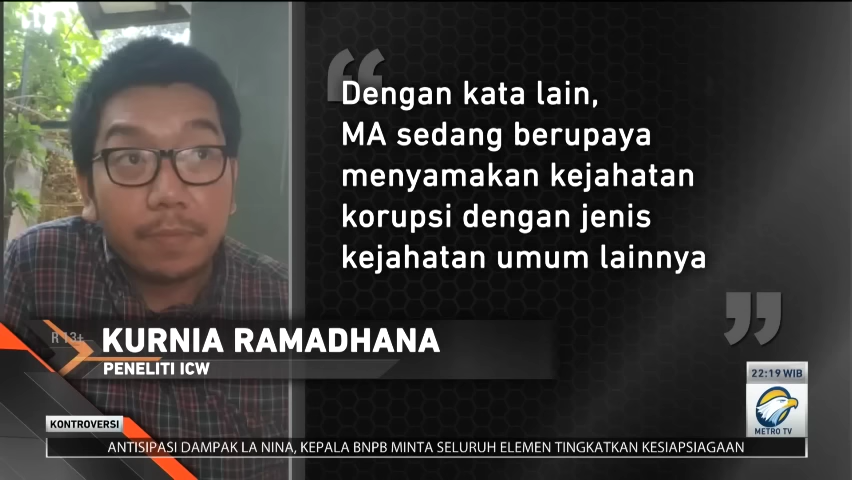 Dengan kata lain,
MA sedang berupaya
menyamakan kejahatan
korupsi dengan jenis
kejahatan umum lainnya
R 13+
KURNIA RAMADHANA
PENELITI ICW
22:19 WIB
METRO TV
KONTROVERSI
ANTISIPASI DAMPAK LA NINA, KEPALA BNPB MINTA SELURUH ELEMEN TINGKATKAN KESIAPSIAGAAN